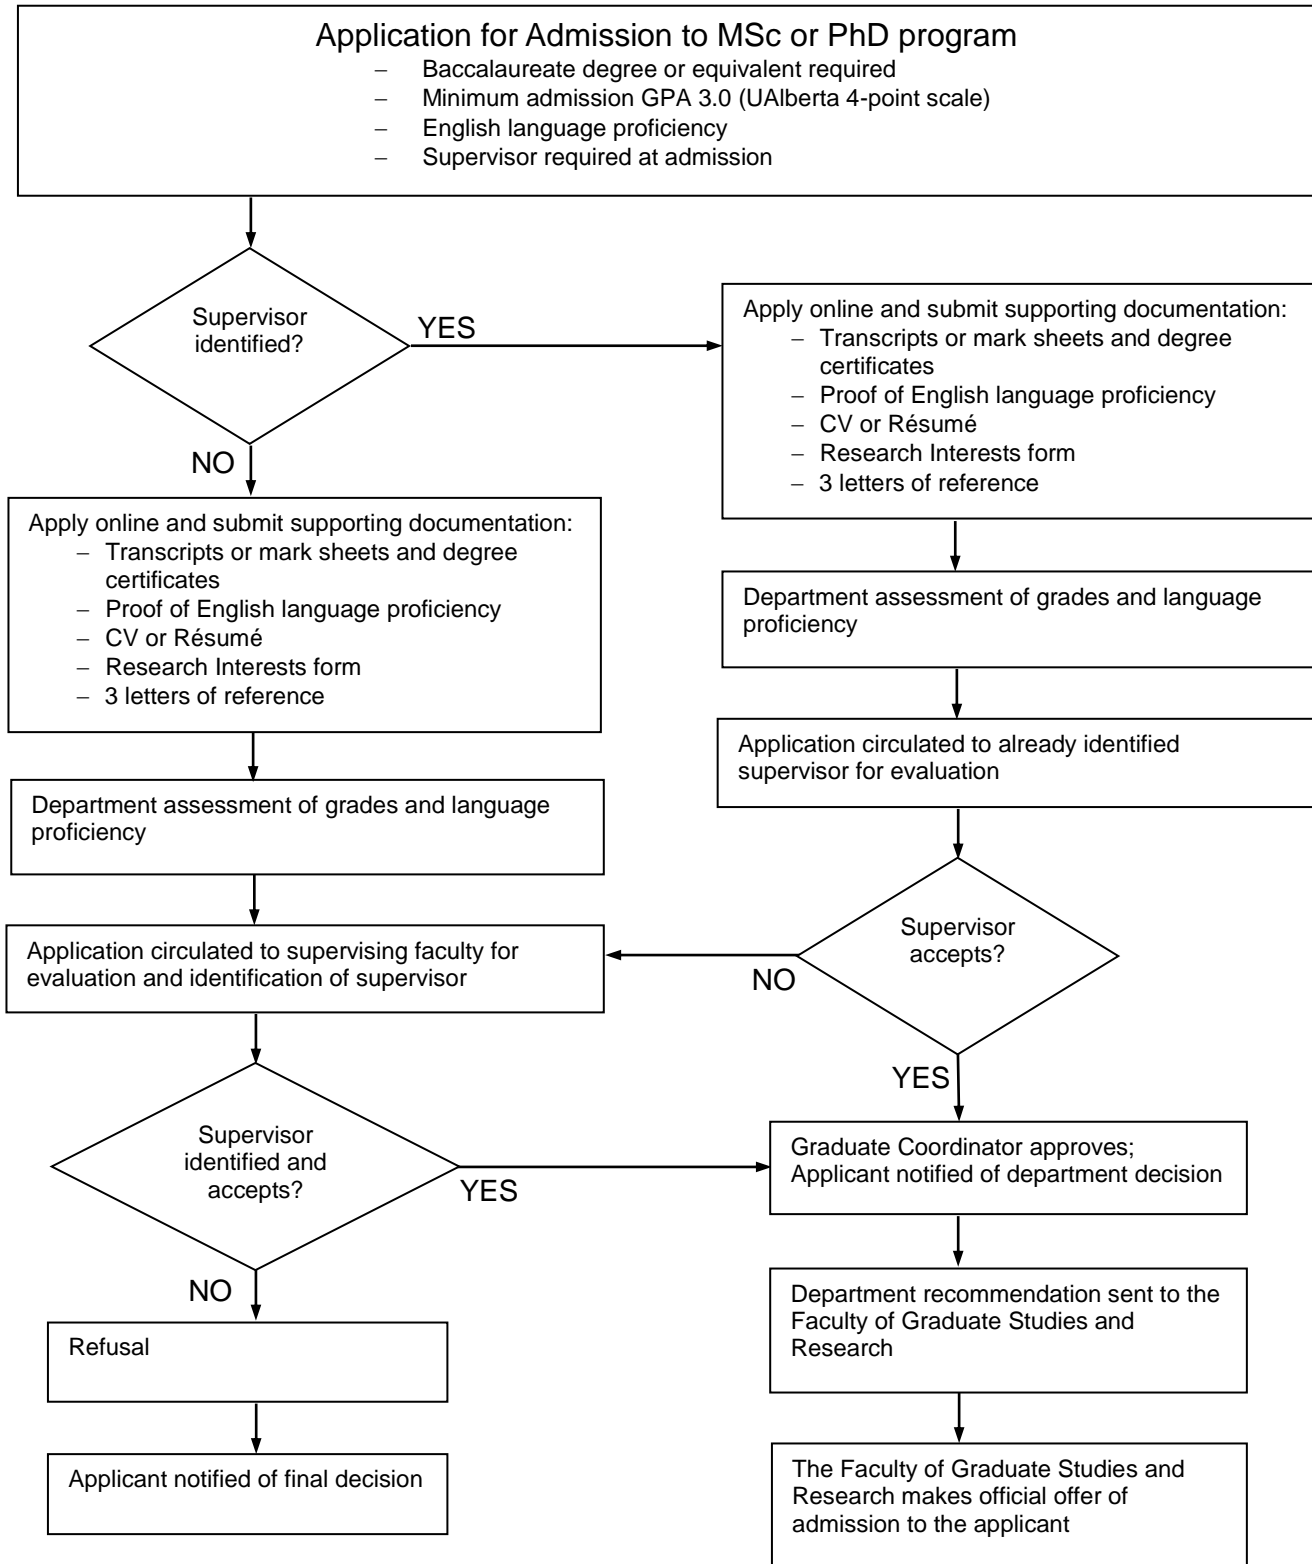 Application for Admission to MSc or PhD program
– Baccalaureate degree or equivalent required
– Minimum admission GPA 3.0 (UAlberta 4-point scale)
– English language proficiency
– Supervisor required at admission
Supervisor
identified?
YES
NO
Apply online and submit supporting documentation:
– Transcripts or mark sheets and degree
certificates
– Proof of English language proficiency
– CV or Résumé
– Research Interests form
– 3 letters of reference
Department assessment of grades and language
proficiency
Application circulated to already identified
supervisor for evaluation
Supervisor
accepts?
NO
YES
Apply online and submit supporting documentation:
– Transcripts or mark sheets and degree
certificates
– Proof of English language proficiency
– CV or Résumé
– Research Interests form
– 3 letters of reference
Department assessment of grades and language
proficiency
Application circulated to supervising faculty for
evaluation and identification of supervisor
Supervisor
identified and
accepts?
YES
NO
Refusal
Applicant notified of final decision
Graduate Coordinator approves;
Applicant notified of department decision
Department recommendation sent to the
Faculty of Graduate Studies and
Research
The Faculty of Graduate Studies and
Research makes official offer of
admission to the applicant